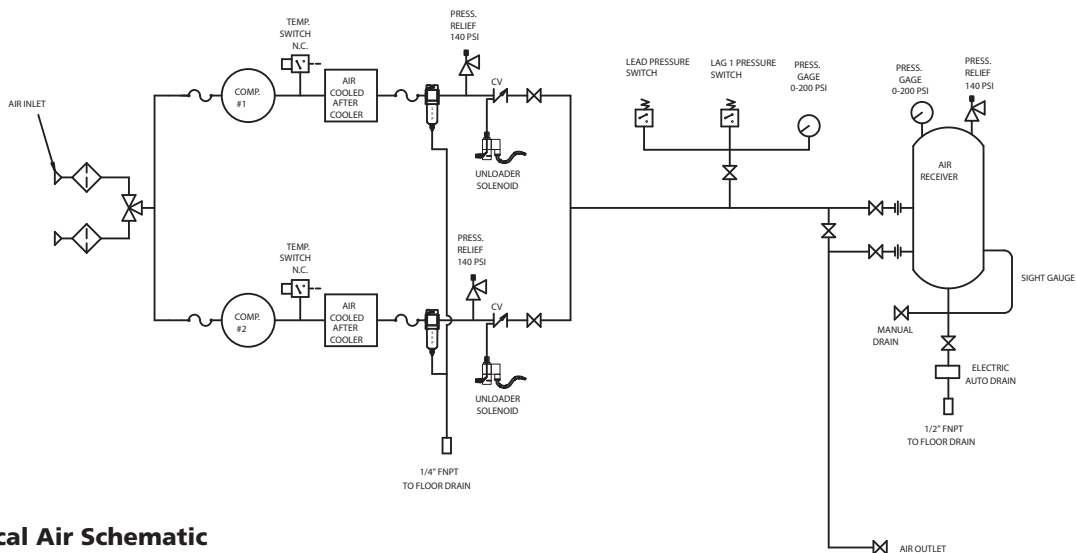 AIR INLET
TEMP.
SWITCH
N.C.
COMP.
#1
AIR
COOLED
AFTER
COOLER
PRESS.
RELIEF
140 PSI
CV
UNLOADER
SOLENOID
TEMP.
SWITCH
N.C.
COMP.
#2
AIR
COOLED
AFTER
COOLER
PRESS.
RELIEF
140 PSI
CV
UNLOADER
SOLENOID
1/4" FNPT
TO FLOOR DRAIN
LEAD PRESSURE
SWITCH
LAG 1 PRESSURE
SWITCH
PRESS.
GAGE
0-200 PSI
PRESS.
GAGE
0-200 PSI
PRESS.
RELIEF
140 PSI
AIR
RECEIVER
SIGHT GAUGE
MANUAL
DRAIN
ELECTRIC
AUTO DRAIN
1/2" FNPT
TO FLOOR DRAIN
AIR OUTLET
cal Air Schematic